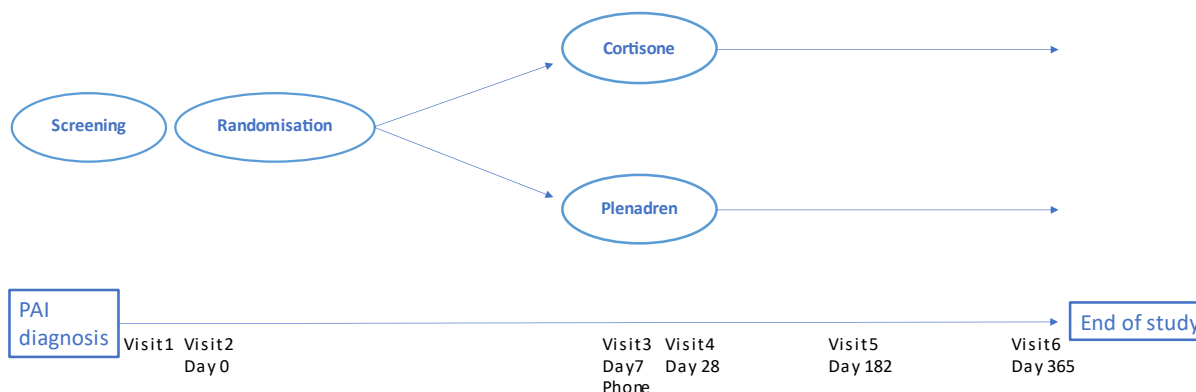 Cortisone
Screening
Randomisation
Plenadren
PAI
diagnosis
End of study
Visit1
Visit2
Day 0
Visit3
Day7
Phone
Visit4
Day 28
Visit5
Day 182
Visit6
Day 365